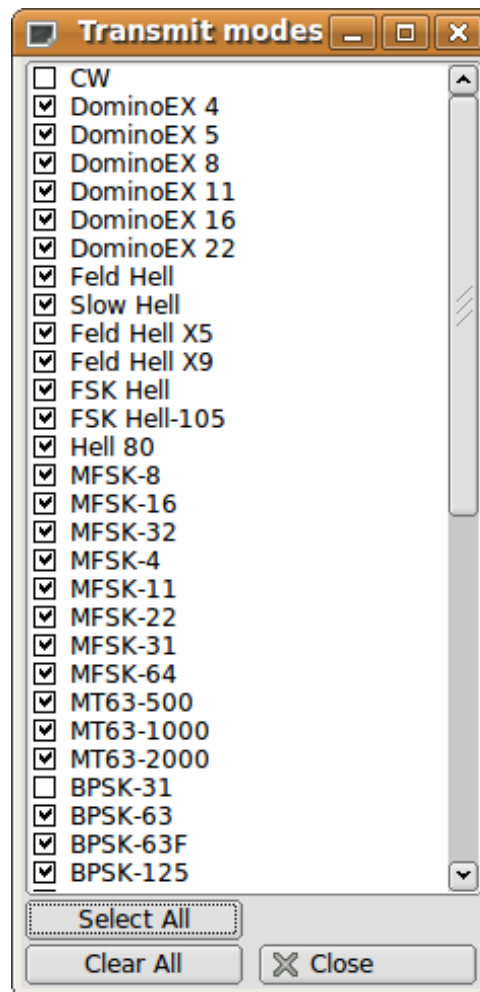 Transmit modes
CW
DominoEX 4
DominoEX 5
DominoEX 8
DominoEX 11
DominoEX 16
DominoEX 22
Feld Hell
Slow Hell
Feld Hell X5
Feld Hell X9
FSK Hell
FSK Hell-105
Hell 80
MFSK-8
MFSK-16
MFSK-32
MFSK-4
MFSK-11
MFSK-22
MFSK-31
MFSK-64
MT63-500
MT63-1000
MT63-2000
BPSK-31
BPSK-63
BPSK-63F
BPSK-125
Select All
Clear All
Close